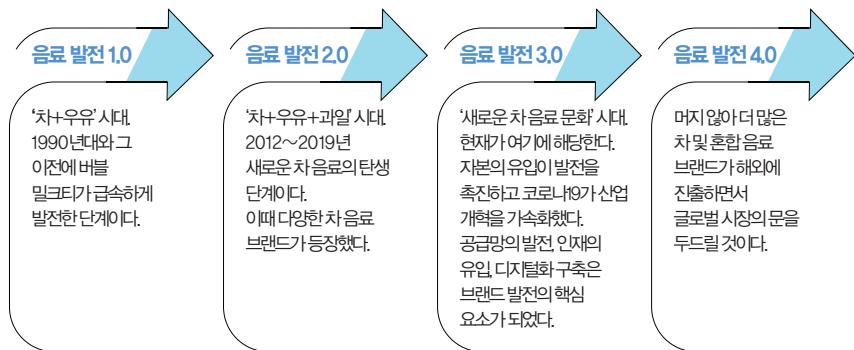 음료 발전 1.0
‘차+우유’ 시대.
1990년대와 그
이전에 버블
밀크티가 급속하게
발전한 단계이다.
음료 발전 2.0
‘차+우유+과일’ 시대.
2012~2019년
새로운 차 음료의 탄생
단계이다.
이때 다양한 차 음료
브랜드가 등장했다.
음료 발전 3.0
‘새로운 차 음료 문화’ 시대.
현재가 여기에 해당한다.
자본의 유입이 발전을
촉진하고 코로나19가 산업
개혁을 가속화했다.
공급망의 발전, 인재의
유입, 디지털화 구축은
브랜드 발전의 핵심
요소가 되었다.
음료 발전 4.0
머지 않아 더 많은
차 및 혼합 음료
브랜드가 해외에
진출하면서
글로벌 시장의 문을
두드릴 것이다.